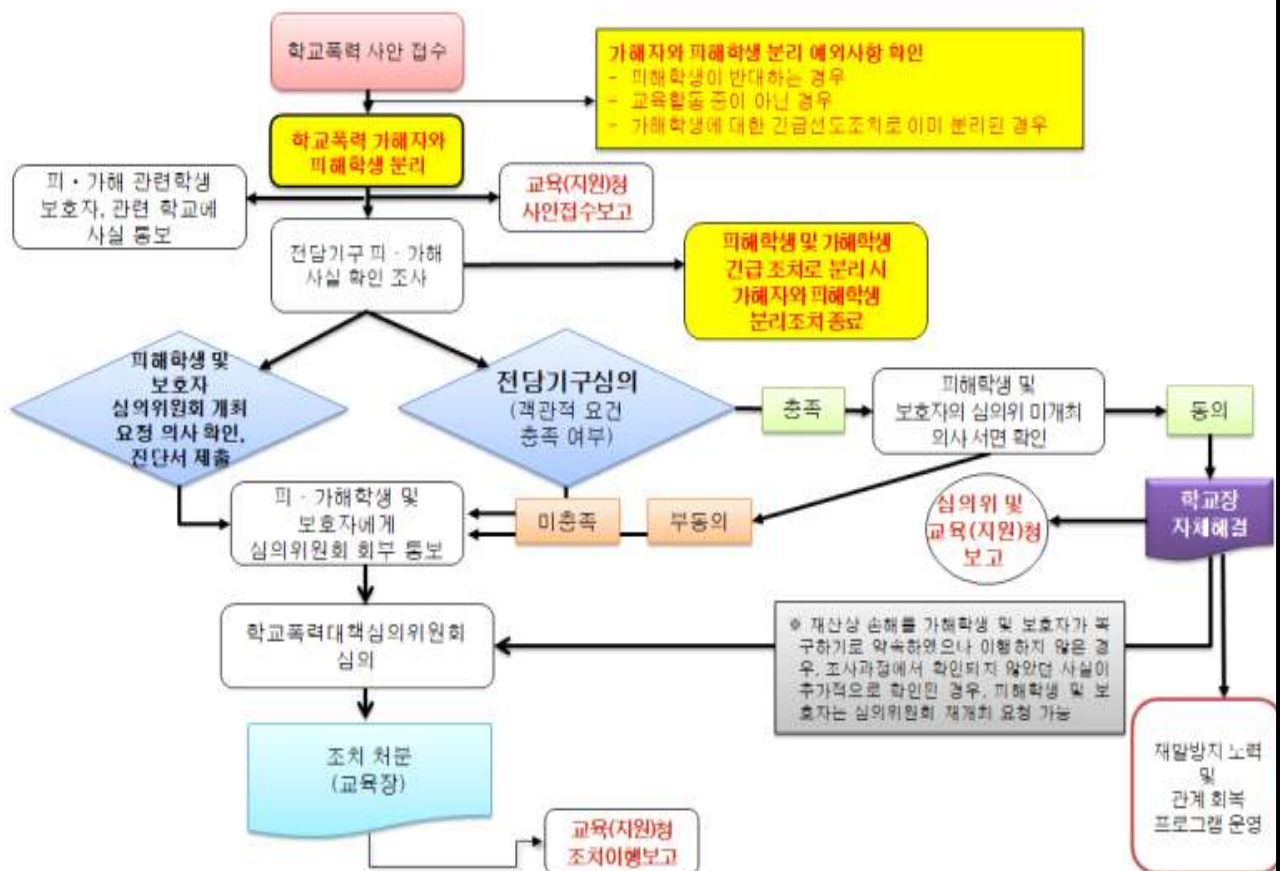 학교폭력 사안 접수
가해자와 피해학생 분리 예외사항 확인
- 피해학생이 반대하는 경우
- 교육활동 중이 아닌 경우
- 가해학생에 대한 긴급선도조치로 이미 분리된 경우
학교폭력 가해자와
피해학생 분리
피·가해 관련학생
보호자, 관련 학교에
사실 통보
교육(지원)청
사안접수보고
전담기구 피·가해
사실 확인 조사
피해학생 및 가해학생
긴급 조치로 분리 시
가해자와 피해학생
분리조치 종료
피해학생 및
보호자
심의위원회 개최
요청 의사 확인,
진단서 제출
전담기구심의
(객관적 요건
충족 여부)
충족
피해학생 및
보호자의 심의위 미개최
의사 서면 확인
동의
피·가해학생 및
보호자에게
심의위원회 회부 통보
미충족
부동의
심의위 및
교육(지원)청
보고
학교장
자체해결
학교폭력대책심의위원회
심의
※ 재산상 손해를 가해학생 및 보호자가 복
구하기로 약속하였으나 이행하지 않은 경
우, 조사과정에서 확인되지 않았던 사실이
추가적으로 확인된 경우, 피해학생 및 보
호자는 심의위원회 재개최 요청 가능
조치 처분
(교육장)
재발방지 노력
및
관계 회복
프로그램 운영
교육(지원)청
조치이행보고